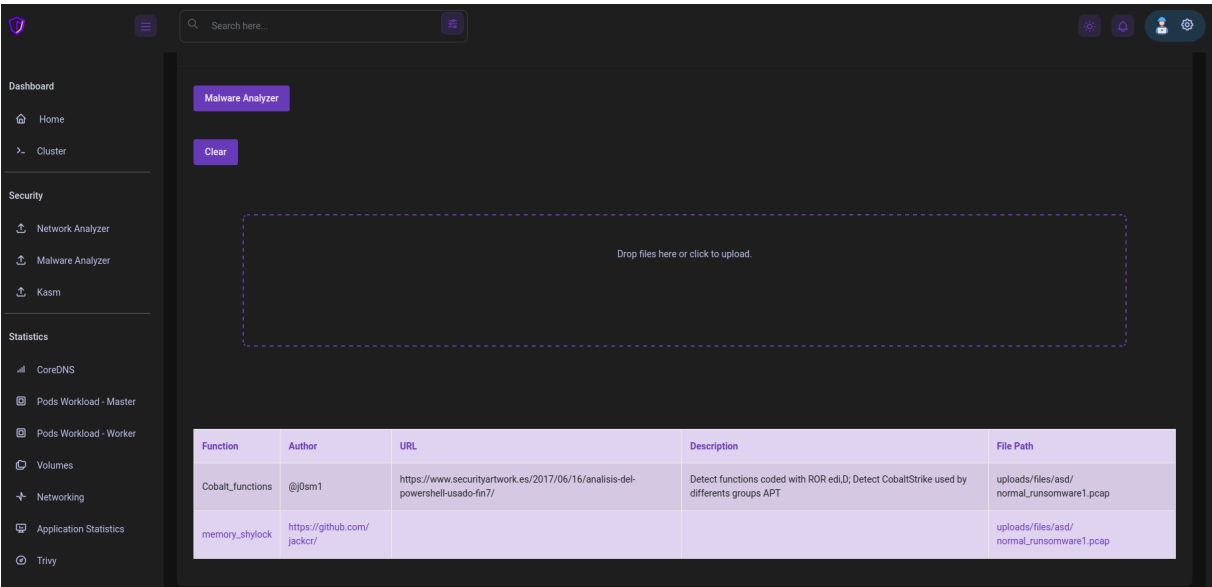 Search here...
Dashboard
Home
Cluster
Security
Network Analyzer
Malware Analyzer
Kasm
Statistics
CoreDNS
Pods Workload - Master
Pods Workload - Worker
Volumes
Networking
Application Statistics
Trivy
Malware Analyzer
Clear
Drop files here or click to upload.
Function Author URL Description File Path
Cobalt_functions @j0sm1 https://www.securityartwork.es/2017/06/16/analisis-del-
powershell-usado-fin7/ Detect functions coded with ROR edi,D; Detect CobaltStrike used by
differents groups APT uploads/files/asd/
normal_runsomware1.pcap
memory_shylock https://github.com/
jackcr/ uploads/files/asd/
normal_runsomware1.pcap